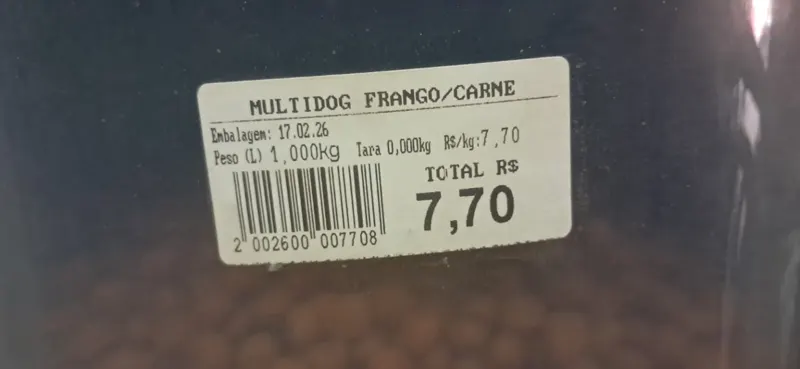 MULTIDOG FRANGO/CARNE
Embalagem: 17.02.26
Peso (L) 1,000kg Tara 0,000kg R$/kg:7,70
TOTAL R$
7,70
2 002600 007708